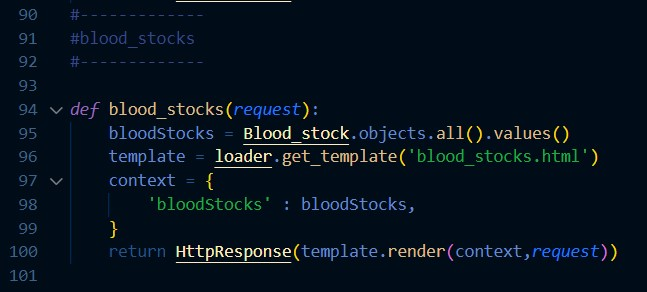 90
#-------------
91 #blood_stocks
92 #-------------
93
94 def blood_stocks(request):
95     bloodStocks = Blood_stock.objects.all().values()
96     template = loader.get_template('blood_stocks.html')
97     context = {
98         'bloodStocks' : bloodStocks,
99     }
100     return HttpResponse(template.render(context,request))
101